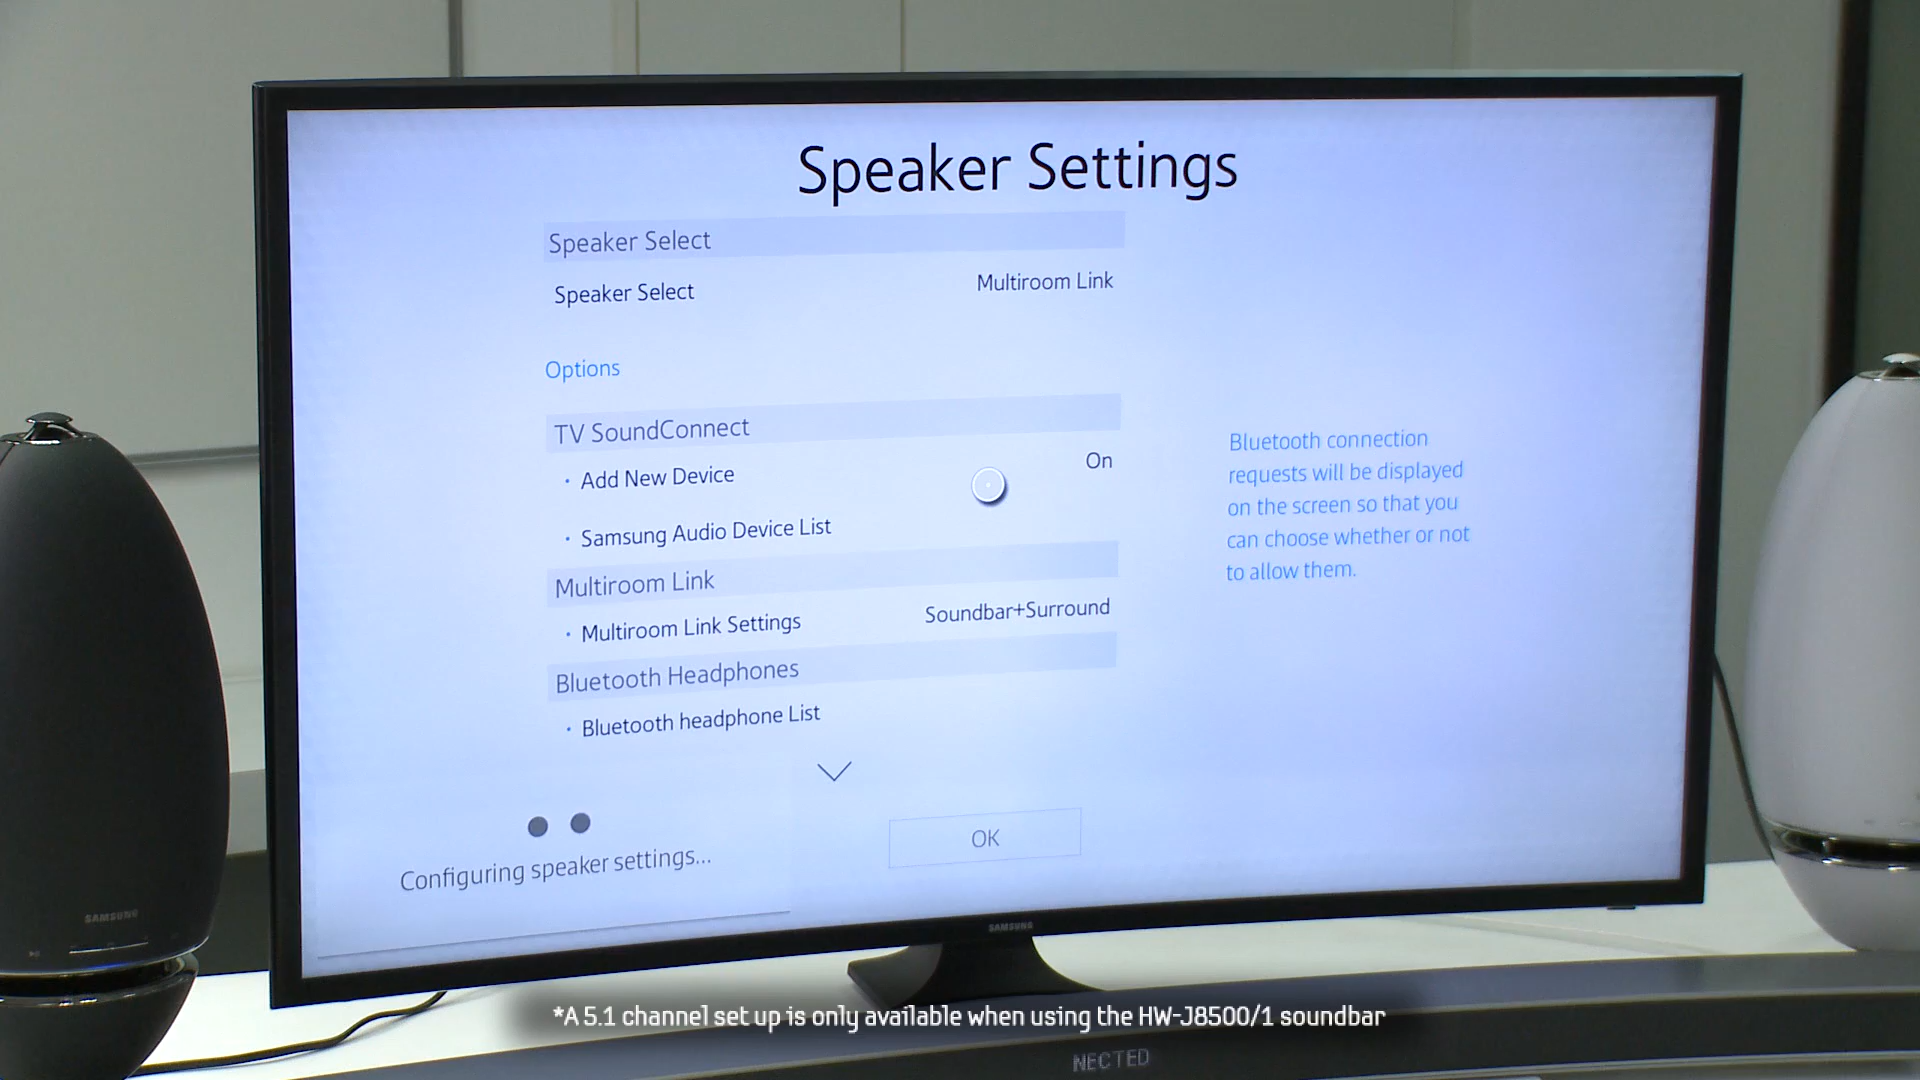 Speaker Settings
Speaker Select
Speaker Select Multiroom Link
Options
TV SoundConnect
· Add New Device On
· Samsung Audio Device List
Multiroom Link
· Multiroom Link Settings Soundbar+Surround
Bluetooth Headphones
· Bluetooth headphone List
Bluetooth connection
requests will be displayed
on the screen so that you
can choose whether or not
to allow them.
OK
Configuring speaker settings...
SAMSUNG
SAMSUNG
*A 5.1 channel set up is only available when using the HW-J8500/1 soundbar
NECTED